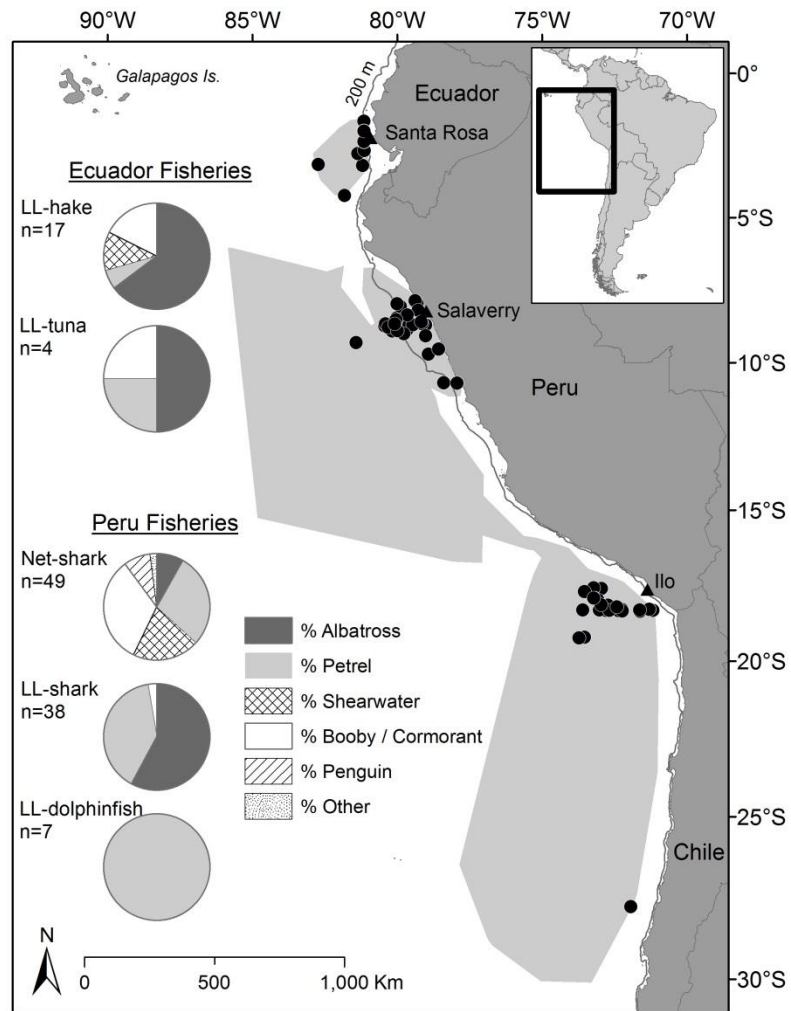 90°W
85°W
80°W
75°W
70°W
Galapagos Is.
200 m
Ecuador
Santa Rosa
0°
Ecuador Fisheries
LL-hake
n=17
5°S
LL-tuna
n=4
Salaverry
10°S
Peru
Peru Fisheries
15°S
Net-shark
n=49
Ilo
% Albatross
% Petrel
% Shearwater
% Booby / Cormorant
% Penguin
% Other
LL-shark
n=38
20°S
LL-dolphinfish
n=7
25°S
Chile
N
0
500
1,000 Km
30°S